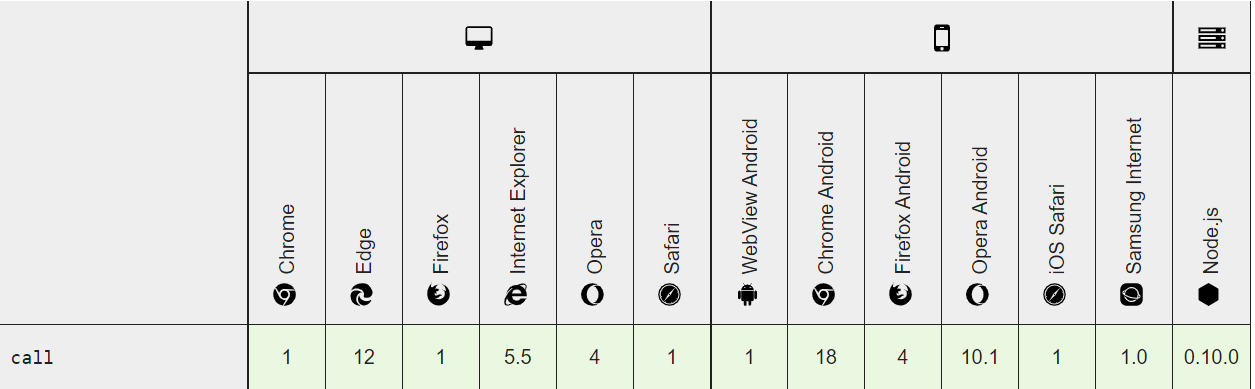 Chrome
Edge
Firefox
Internet Explorer
Opera
Safari
WebView Android
Chrome Android
Firefox Android
Opera Android
iOS Safari
Samsung Internet
Node.js
call 1 12 1 5.5 4 1 1 18 4 10.1 1 1.0 0.10.0